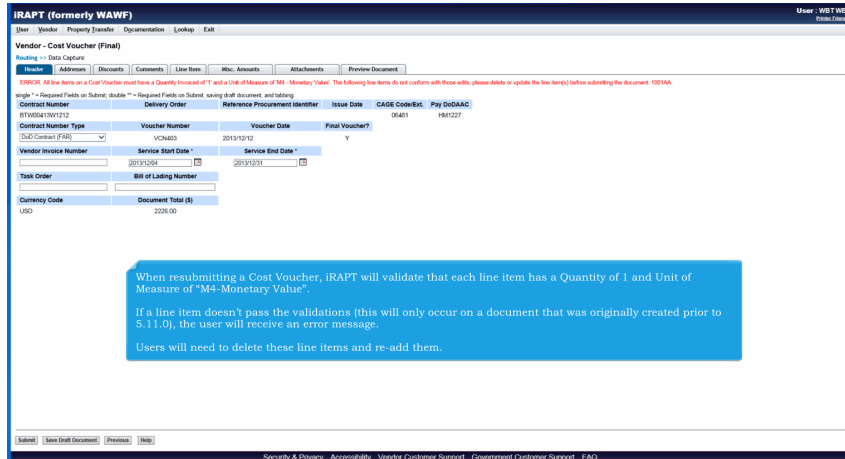 iRAPT (formerly WAWF)
User : WBT WE
Printer Frien
User Vendor Property Transfer Documentation Lookup Exit
Vendor - Cost Voucher (Final)
Routing >> Data Capture
Header Addresses Discounts Comments Line Item Misc. Amounts Attachments Preview Document
ERROR: All line items on a Cost Voucher must have a Quantity Invoiced of '1' and a Unit of Measure of 'M4 - Monetary Value'. The following line items do not conform with those edits, please delete or update the line item(s) before submitting the document: 1001AA
single * = Required Fields on Submit; double ** = Required Fields on Submit, saving draft document, and tabbing.
Contract Number Delivery Order Reference Procurement Identifier Issue Date CAGE Code/Ext. Pay DoDAAC
BTW00413W1212 06481 HM1227
Contract Number Type Voucher Number Voucher Date Final Voucher?
DoD Contract (FAR) VCN403 2013/12/12 Y
Vendor Invoice Number Service Start Date * Service End Date *
2013/12/04 2013/12/31
Task Order Bill of Lading Number
Currency Code Document Total ($)
USD 2226.00
When resubmitting a Cost Voucher, iRAPT will validate that each line item has a Quantity of 1 and Unit of
Measure of “M4-Monetary Value”.
If a line item doesn’t pass the validations (this will only occur on a document that was originally created prior to
5.11.0), the user will receive an error message.
Users will need to delete these line items and re-add them.
Submit Save Draft Document Previous Help
Security & Privacy Accessibility Vendor Customer Support Government Customer Support FAQ